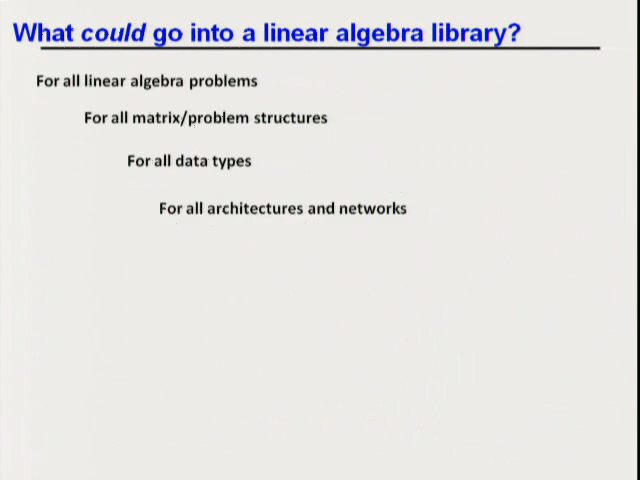 What could go into a linear algebra library?
For all linear algebra problems
For all matrix/problem structures
For all data types
For all architectures and networks